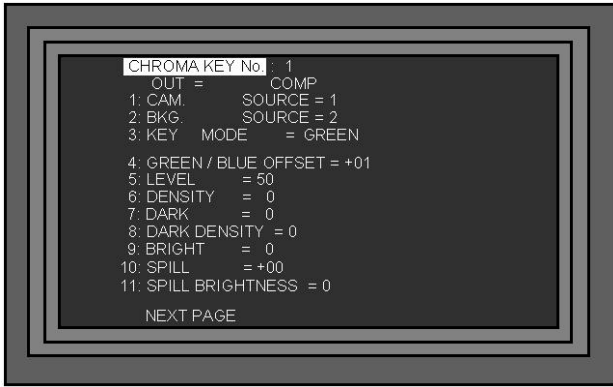 CHROMA KEY No. : 1
OUT = COMP
1: CAM. SOURCE = 1
2: BKG. SOURCE = 2
3: KEY MODE = GREEN
4: GREEN / BLUE OFFSET = +01
5: LEVEL = 50
6: DENSITY = 0
7: DARK = 0
8: DARK DENSITY = 0
9: BRIGHT = 0
10: SPILL = +00
11: SPILL BRIGHTNESS = 0
NEXT PAGE